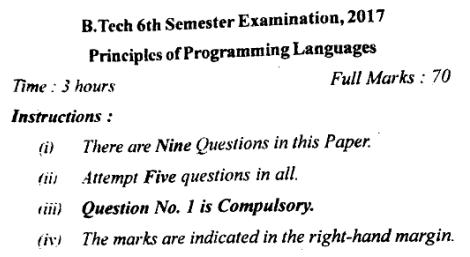 B.Tech 6th Semester Examination, 2017
Principles of Programming Languages
Time : 3 hours Full Marks : 70
Instructions :
(i) There are Nine Questions in this Paper.
(ii) Attempt Five questions in all.
(iii) Question No. 1 is Compulsory.
(iv) The marks are indicated in the right-hand margin.